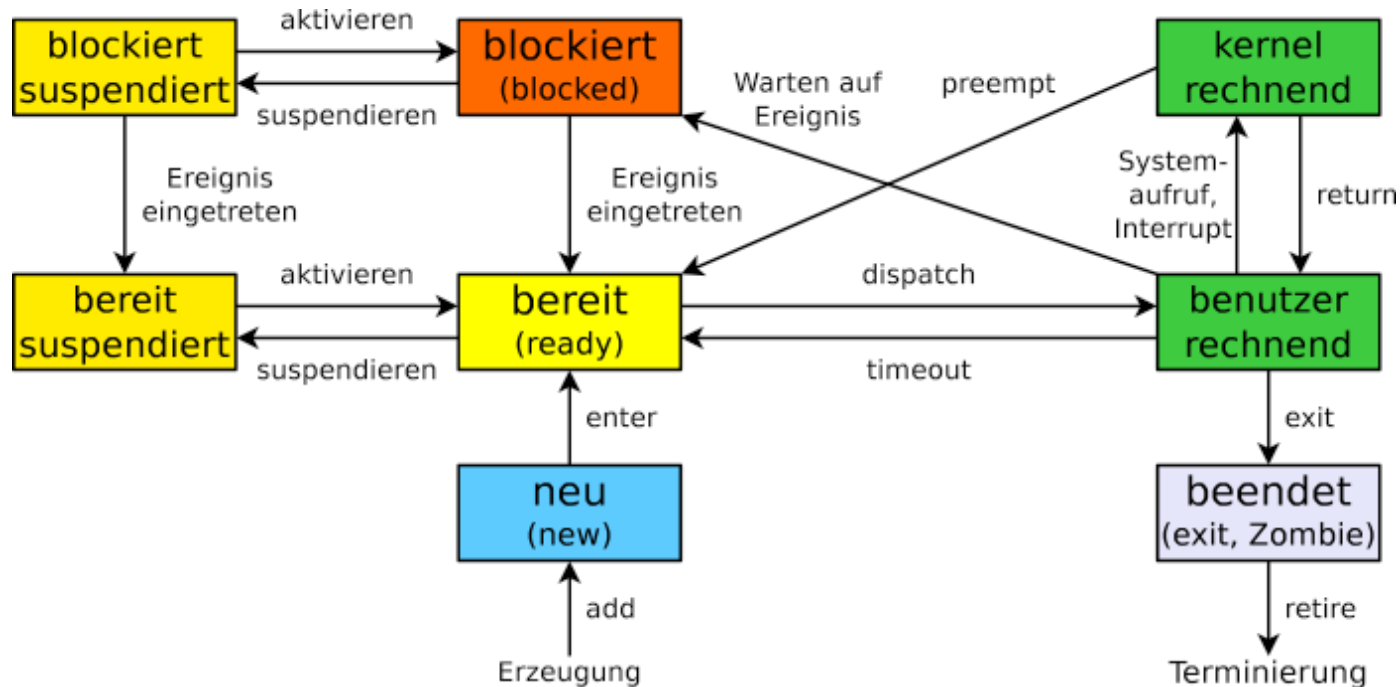 blockiert
suspendiert
aktivieren
suspendieren
blockiert
(blocked)
Warten auf
Ereignis
preempt
kernel
rechnend
Ereignis
eingetreten
Ereignis
eingetreten
System-
aufruf,
Interrupt
return
bereit
suspendiert
aktivieren
suspendieren
bereit
(ready)
dispatch
timeout
benutzer
rechnend
enter
exit
neu
(new)
beendet
(exit, Zombie)
add
retire
Erzeugung
Terminierung